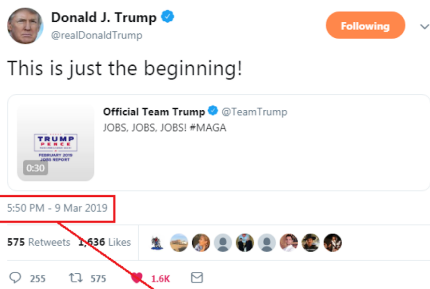 Donald J. Trump
@realDonaldTrump
Following
This is just the beginning!
Official Team Trump @TeamTrump
JOBS, JOBS, JOBS! #MAGA
TRUMP
PENCE
FEBRUARY 2019
JOBS REPORT
0:30
5:50 PM - 9 Mar 2019
575 Retweets 1,636 Likes
255 575 1.6K